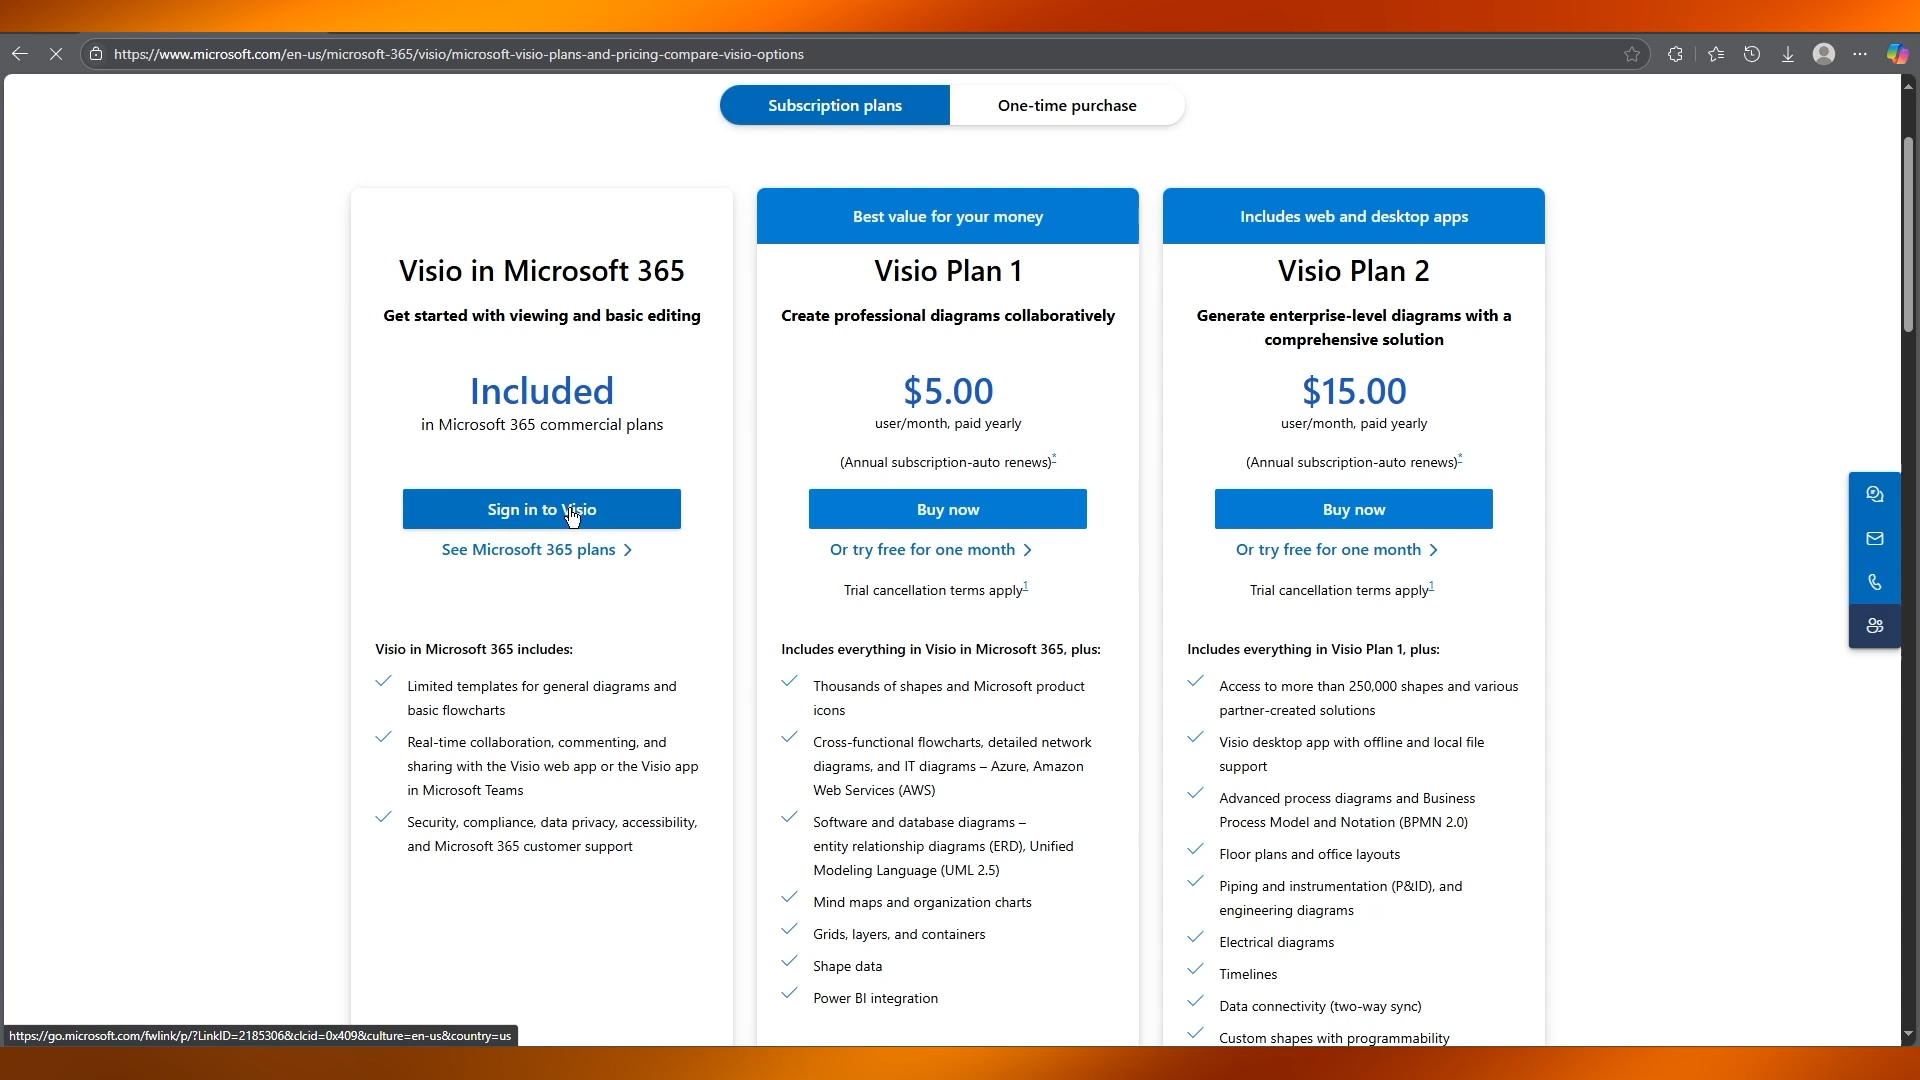 https://www.microsoft.com/en-us/microsoft-365/visio/microsoft-visio-plans-and-pricing-compare-visio-options
Subscription plans
One-time purchase
Visio in Microsoft 365
Get started with viewing and basic editing
Included
in Microsoft 365 commercial plans
Sign in to Visio
See Microsoft 365 plans
Visio in Microsoft 365 includes:
Limited templates for general diagrams and
basic flowcharts
Real-time collaboration, commenting, and
sharing with the Visio web app or the Visio app
in Microsoft Teams
Security, compliance, data privacy, accessibility,
and Microsoft 365 customer support
Best value for your money
Visio Plan 1
Create professional diagrams collaboratively
$5.00
user/month, paid yearly
(Annual subscription-auto renews)*
Buy now
Or try free for one month
Trial cancellation terms apply1
Includes everything in Visio in Microsoft 365, plus:
Thousands of shapes and Microsoft product
icons
Cross-functional flowcharts, detailed network
diagrams, and IT diagrams – Azure, Amazon
Web Services (AWS)
Software and database diagrams –
entity relationship diagrams (ERD), Unified
Modeling Language (UML 2.5)
Mind maps and organization charts
Grids, layers, and containers
Shape data
Power BI integration
Includes web and desktop apps
Visio Plan 2
Generate enterprise-level diagrams with a
comprehensive solution
$15.00
user/month, paid yearly
(Annual subscription-auto renews)*
Buy now
Or try free for one month
Trial cancellation terms apply1
Includes everything in Visio Plan 1, plus:
Access to more than 250,000 shapes and various
partner-created solutions
Visio desktop app with offline and local file
support
Advanced process diagrams and Business
Process Model and Notation (BPMN 2.0)
Floor plans and office layouts
Piping and instrumentation (P&ID), and
engineering diagrams
Electrical diagrams
Timelines
Data connectivity (two-way sync)
Custom shapes with programmability
https://go.microsoft.com/fwlink/p/?LinkID=2185306&clcid=0x409&culture=en-us&country=us